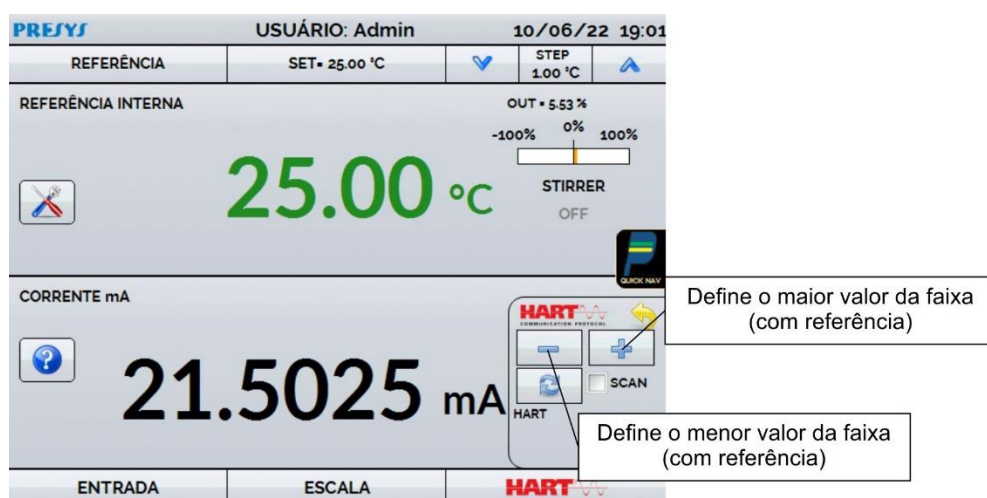 PRESYS
USUÁRIO: Admin
10/06/22 19:01
REFERÊNCIA
SET= 25.00 °C
STEP
1.00 °C
REFERÊNCIA INTERNA
OUT = 5.53 %
-100% 0% 100%
25.00 °C
STIRRER
OFF
QUICK NAV
CORRENTE mA
HART
COMMUNICATION PROTOCOL
21.5025 mA
SCAN
HART
Define o maior valor da faixa
(com referência)
Define o menor valor da faixa
(com referência)
ENTRADA
ESCALA
HART